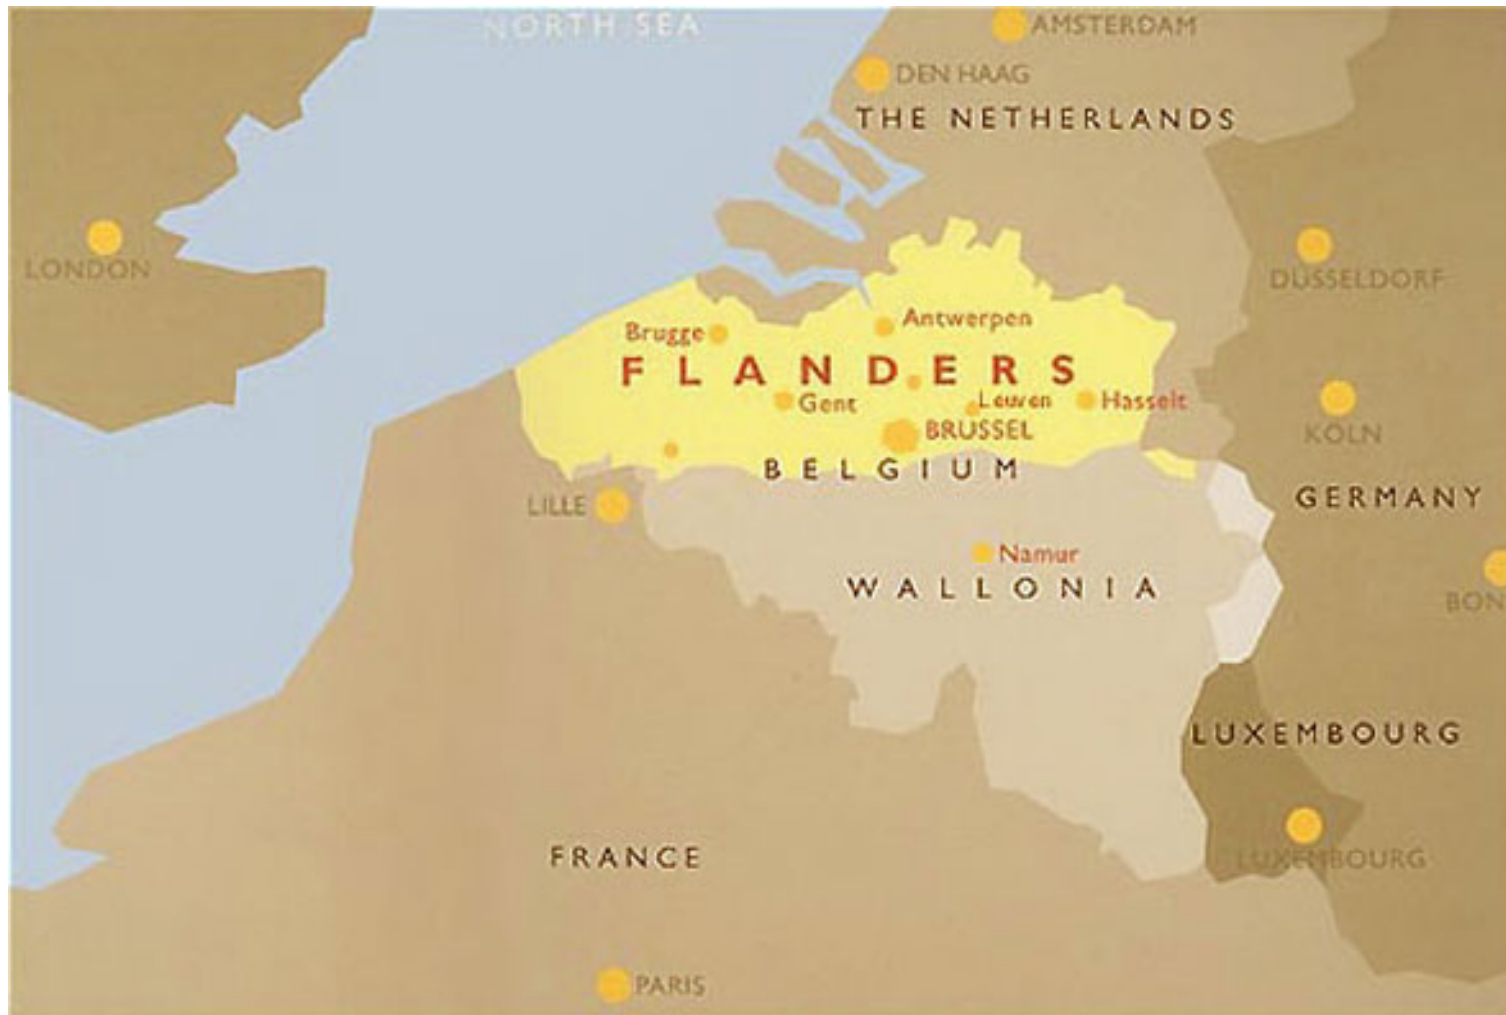 NORTH SEA
AMSTERDAM
DEN HAAG
THE NETHERLANDS
LONDON
DÜSSELDORF
Antwerpen
Brugge
FLANDERS
Gent
Leuven
Hasselt
BRUSSEL
KÖLN
BELGIUM
GERMANY
LILLE
Namur
WALLONIA
BON
LUXEMBOURG
FRANCE
LUXEMBOURG
PARIS